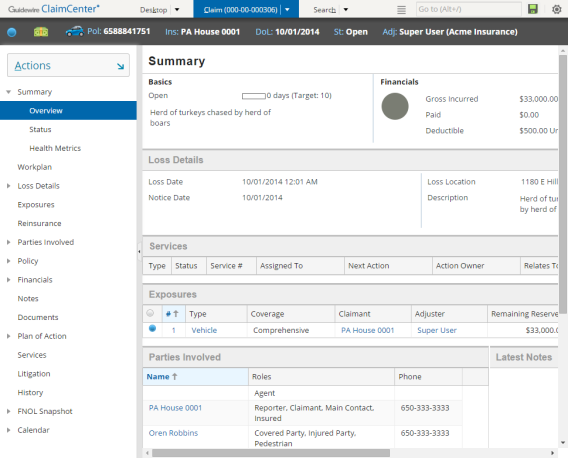 Guidewire ClaimCenter™ Desktop Claim (000-00-000306) Search Go to (Alt+/)
Pol: 6588841751 Ins: PA House 0001 DoL: 10/01/2014 St: Open Adj: Super User (Acme Insurance)
Actions
Summary
Overview
Status
Health Metrics
Workplan
Loss Details
Exposures
Reinsurance
Parties Involved
Policy
Financials
Notes
Documents
Plan of Action
Services
Litigation
History
FNOL Snapshot
Calendar
Summary
Basics
Open 0 days (Target: 10)
Herd of turkeys chased by herd of
boars
Financials
Gross Incurred $33,000.00
Paid $0.00
Deductible $500.00 Un
Loss Details
Loss Date 10/01/2014 12:01 AM
Notice Date 10/01/2014
Loss Location 1180 E Hill
Description Herd of tur
by herd of
Services
Type Status Service # Assigned To Next Action Action Owner Relates To
Exposures
# Type Coverage Claimant Adjuster Remaining Reserve
1 Vehicle Comprehensive PA House 0001 Super User $33,000.
Parties Involved
Name Roles Phone
Agent
PA House 0001 Reporter, Claimant, Main Contact, 650-333-3333
Insured
Oren Robbins Covered Party, Injured Party, 650-333-3333
Pedestrian
Latest Notes